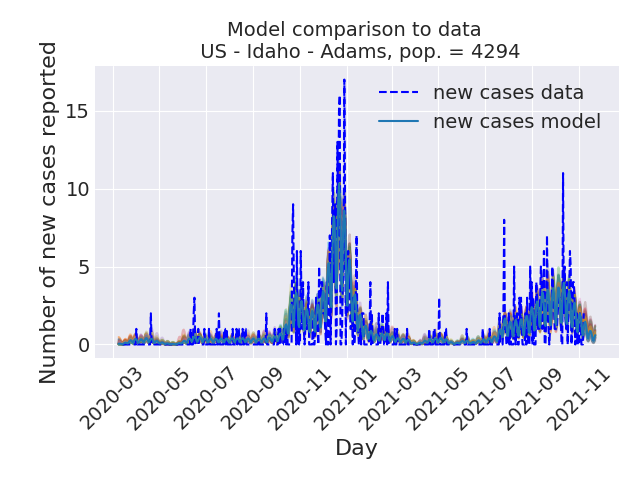 Model comparison to data
US - Idaho - Adams, pop. = 4294
new cases data
new cases model
Number of new cases reported
15
10
5
0
2020-03
2020-05
2020-07
2020-09
2020-11
2021-01
2021-03
2021-05
2021-07
2021-09
2021-11
Day